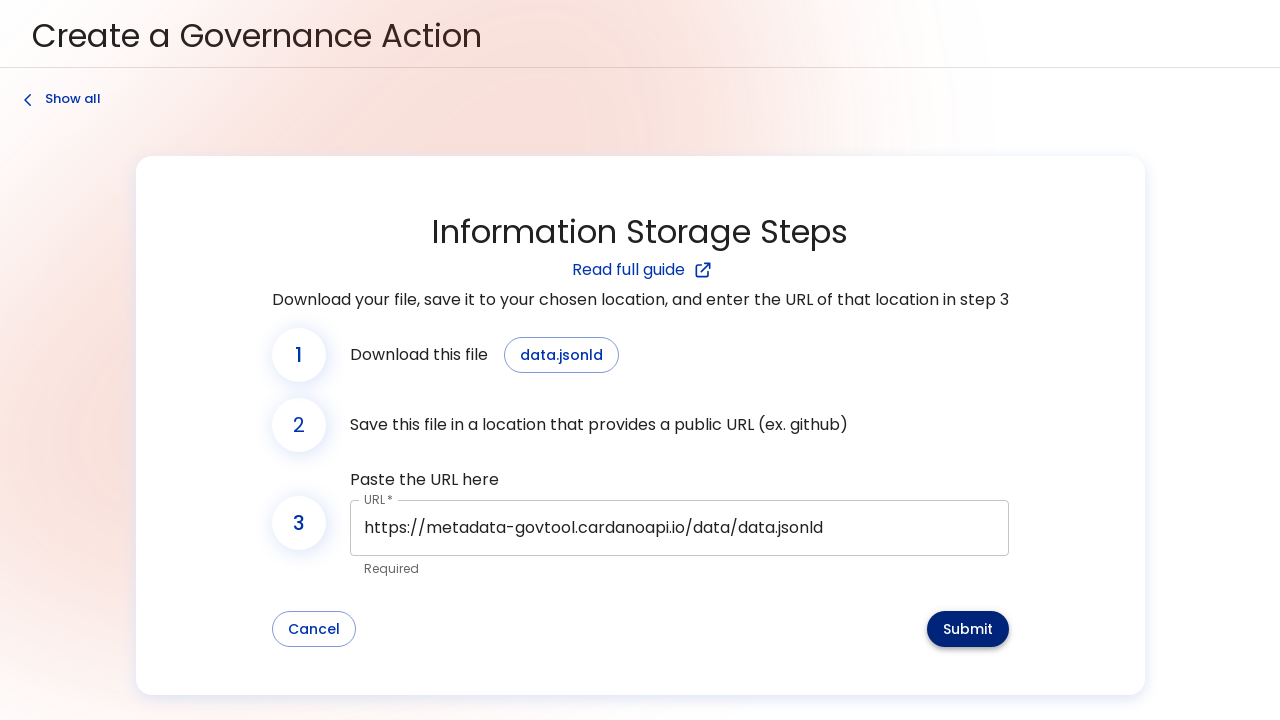 Create a Governance Action
Show all
Information Storage Steps
Read full guide
Download your file, save it to your chosen location, and enter the URL of that location in step 3
1
Download this file
data.jsonld
2
Save this file in a location that provides a public URL (ex. github)
Paste the URL here
3
URL *
https://metadata-govtool.cardanoapi.io/data/data.jsonld
Required
Cancel
Submit